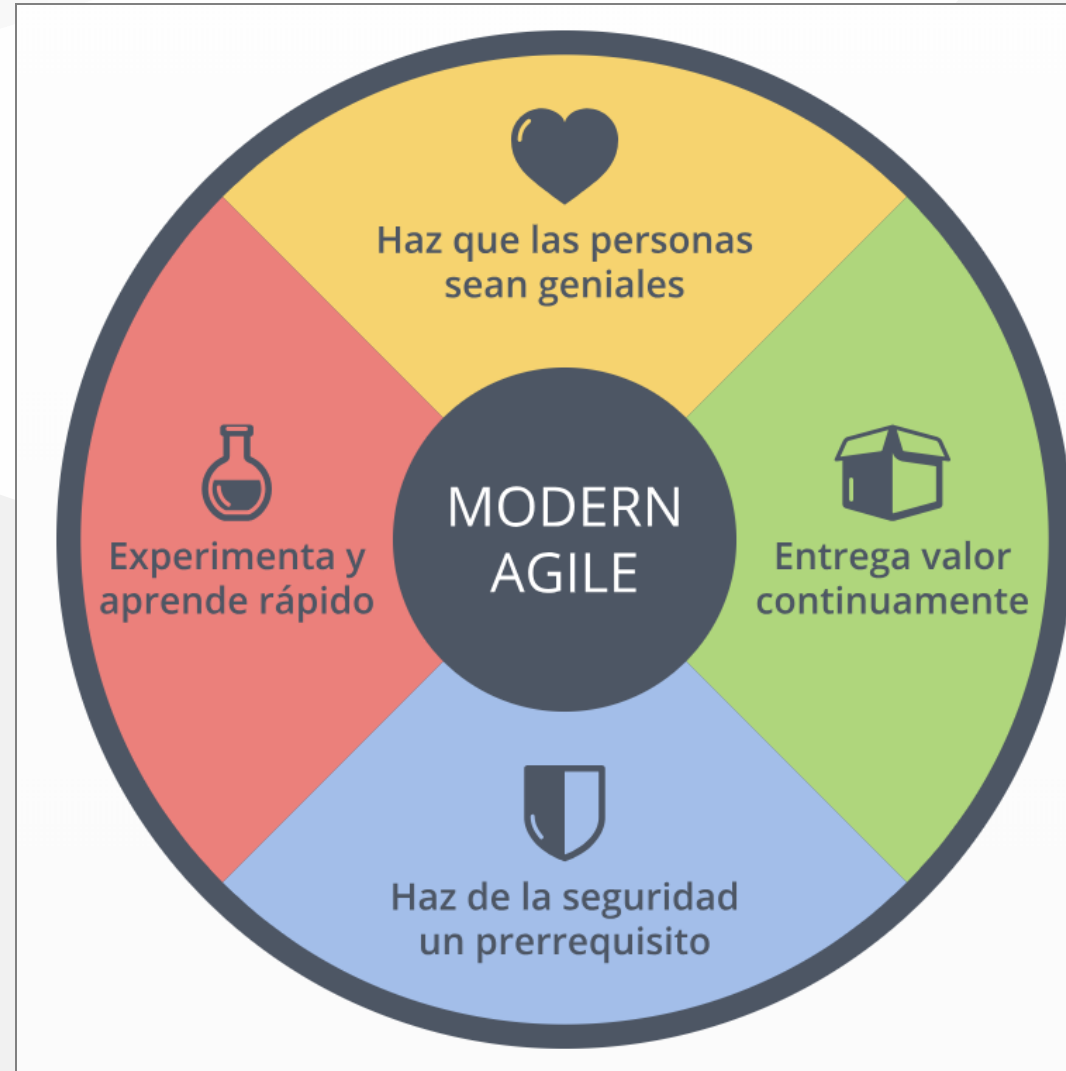 Haz que las personas
sean geniales
Experimenta y
aprende rápido
MODERN
AGILE
Entrega valor
continuamente
Haz de la seguridad
un prerrequisito